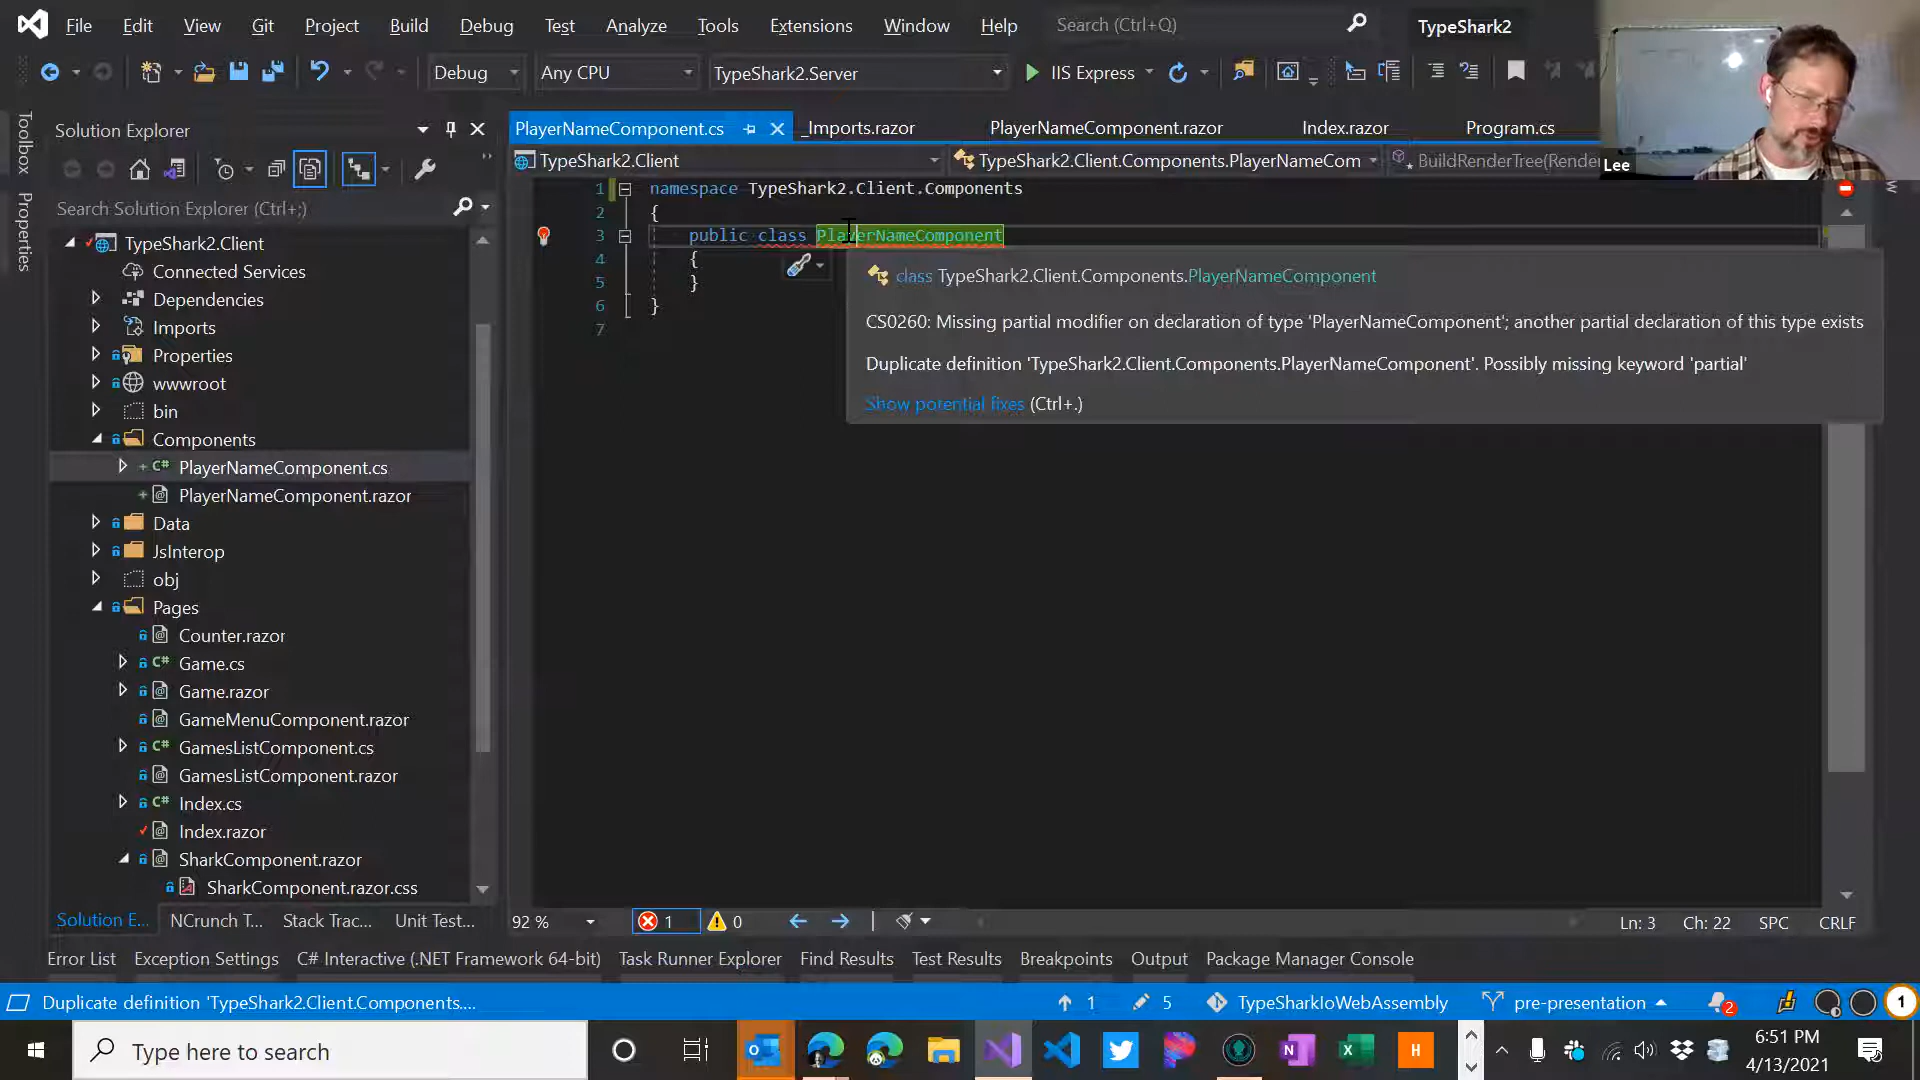 File Edit View Git Project Build Debug Test Analyze Tools Extensions Window Help Search (Ctrl+Q) TypeShark2
Debug Any CPU TypeShark2.Server IIS Express
Toolbox
Properties
Solution Explorer
Search Solution Explorer (Ctrl+;)
TypeShark2.Client
Connected Services
Dependencies
Imports
Properties
wwwroot
bin
Components
PlayerNameComponent.cs
PlayerNameComponent.razor
Data
JsInterop
obj
Pages
Counter.razor
Game.cs
Game.razor
GameMenuComponent.razor
GamesListComponent.cs
GamesListComponent.razor
Index.cs
Index.razor
SharkComponent.razor
SharkComponent.razor.css
Solution E... NCrunch T... Stack Trac... Unit Test...
PlayerNameComponent.cs _Imports.razor PlayerNameComponent.razor Index.razor Program.cs
TypeShark2.Client TypeShark2.Client.Components.PlayerNameCom BuildRenderTree(Rende
Lee
1 namespace TypeShark2.Client.Components
2 {
3 public class PlayerNameComponent
4 {
5 }
6 }
7
class TypeShark2.Client.Components.PlayerNameComponent
CS0260: Missing partial modifier on declaration of type 'PlayerNameComponent'; another partial declaration of this type exists
Duplicate definition 'TypeShark2.Client.Components.PlayerNameComponent'. Possibly missing keyword 'partial'
Show potential fixes (Ctrl+.)
92 % 1 0 Ln: 3 Ch: 22 SPC CRLF
Error List Exception Settings C# Interactive (.NET Framework 64-bit) Task Runner Explorer Find Results Test Results Breakpoints Output Package Manager Console
Duplicate definition 'TypeShark2.Client.Components.... 1 5 TypeSharkIoWebAssembly pre-presentation 2 1
Type here to search
H
6:51 PM
4/13/2021